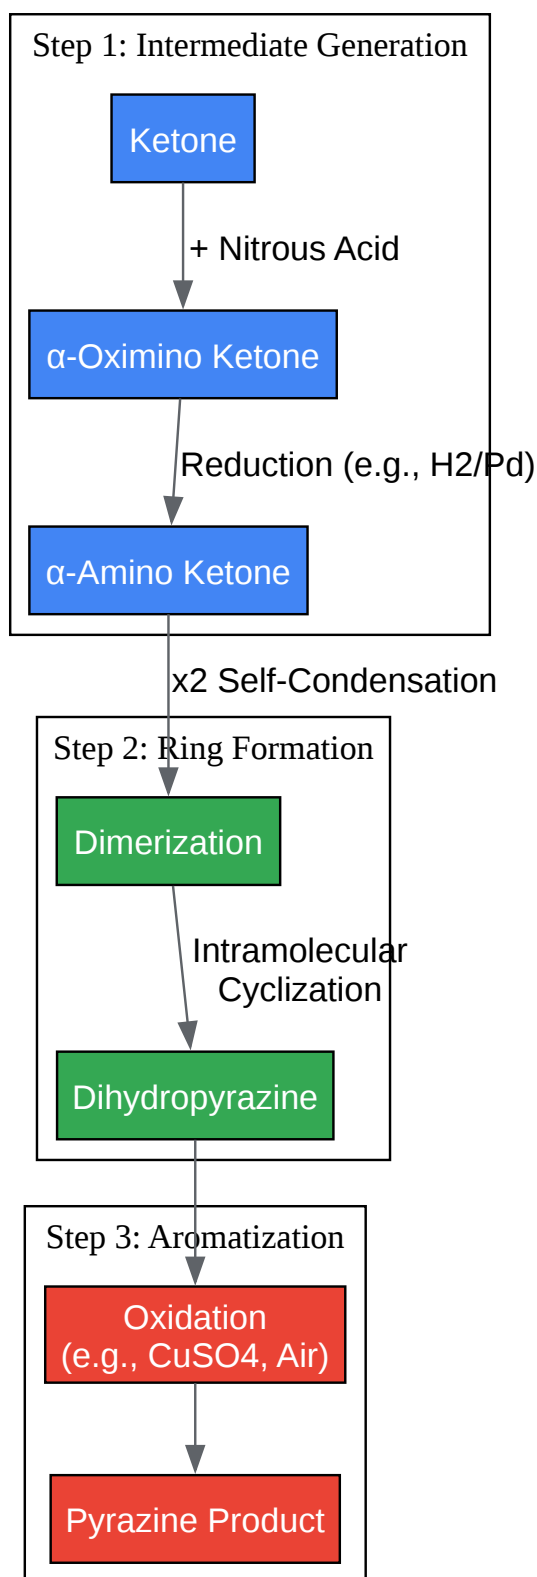 Step 1: Intermediate Generation
Ketone
+ Nitrous Acid
α-Oximino Ketone
Reduction (e.g., H2/Pd)
α-Amino Ketone
x2 Self-Condensation
Step 2: Ring Formation
Dimerization
Intramolecular
Cyclization
Dihydropyrazine
Step 3: Aromatization
Oxidation
(e.g., CuSO4, Air)
Pyrazine Product